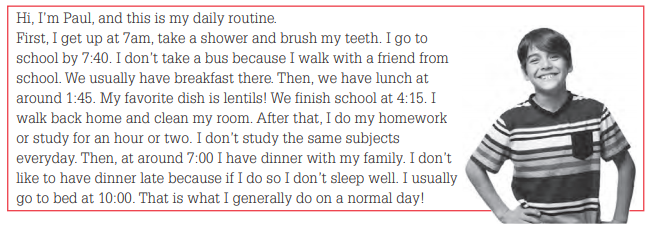 Hi, I'm Paul, and this is my daily routine.
First, I get up at 7am, take a shower and brush my teeth. I go to
school by 7:40. I don't take a bus because I walk with a friend from
school. We usually have breakfast there. Then, we have lunch at
around 1:45. My favorite dish is lentils! We finish school at 4:15. I
walk back home and clean my room. After that, I do my homework
or study for an hour or two. I don't study the same subjects
everyday. Then, at around 7:00 I have dinner with my family. I don't
like to have dinner late because if I do so I don't sleep well. I usually
go to bed at 10:00. That is what I generally do on a normal day!